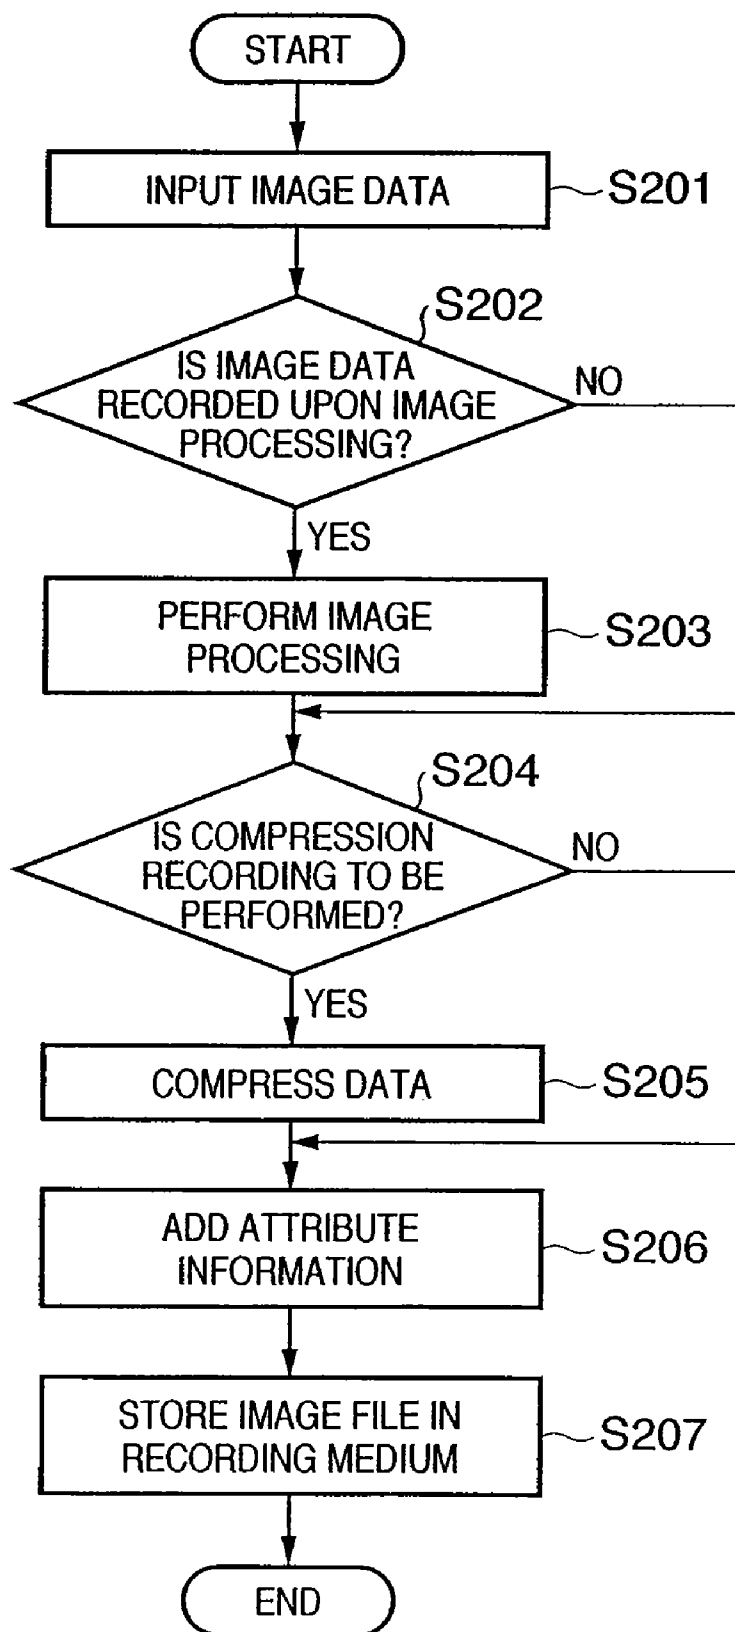 START
INPUT IMAGE DATA
S201
S202
IS IMAGE DATA
RECORDED UPON IMAGE
PROCESSING?
NO
YES
PERFORM IMAGE
PROCESSING
S203
S204
IS COMPRESSION
RECORDING TO BE
PERFORMED?
NO
YES
COMPRESS DATA
S205
ADD ATTRIBUTE
INFORMATION
S206
STORE IMAGE FILE IN
RECORDING MEDIUM
S207
END